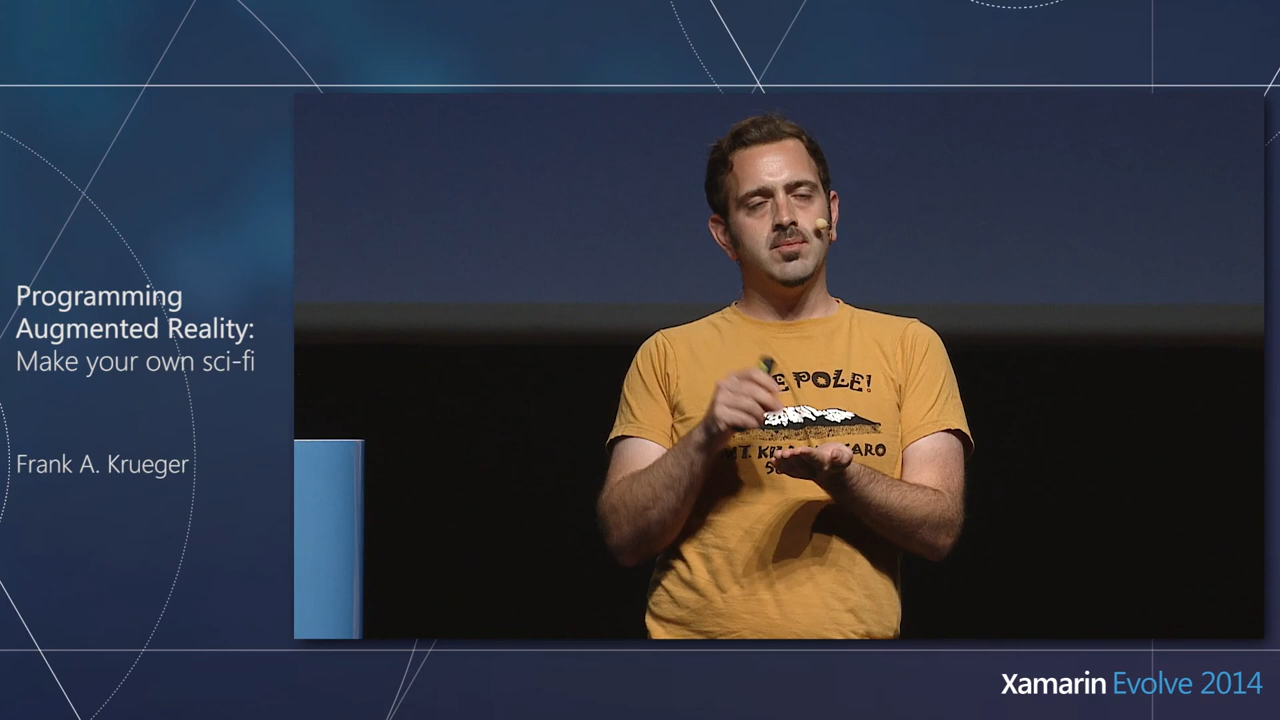 Programming
Augmented Reality:
Make your own sci-fi
Frank A. Krueger
POLE!
Xamarin Evolve 2014